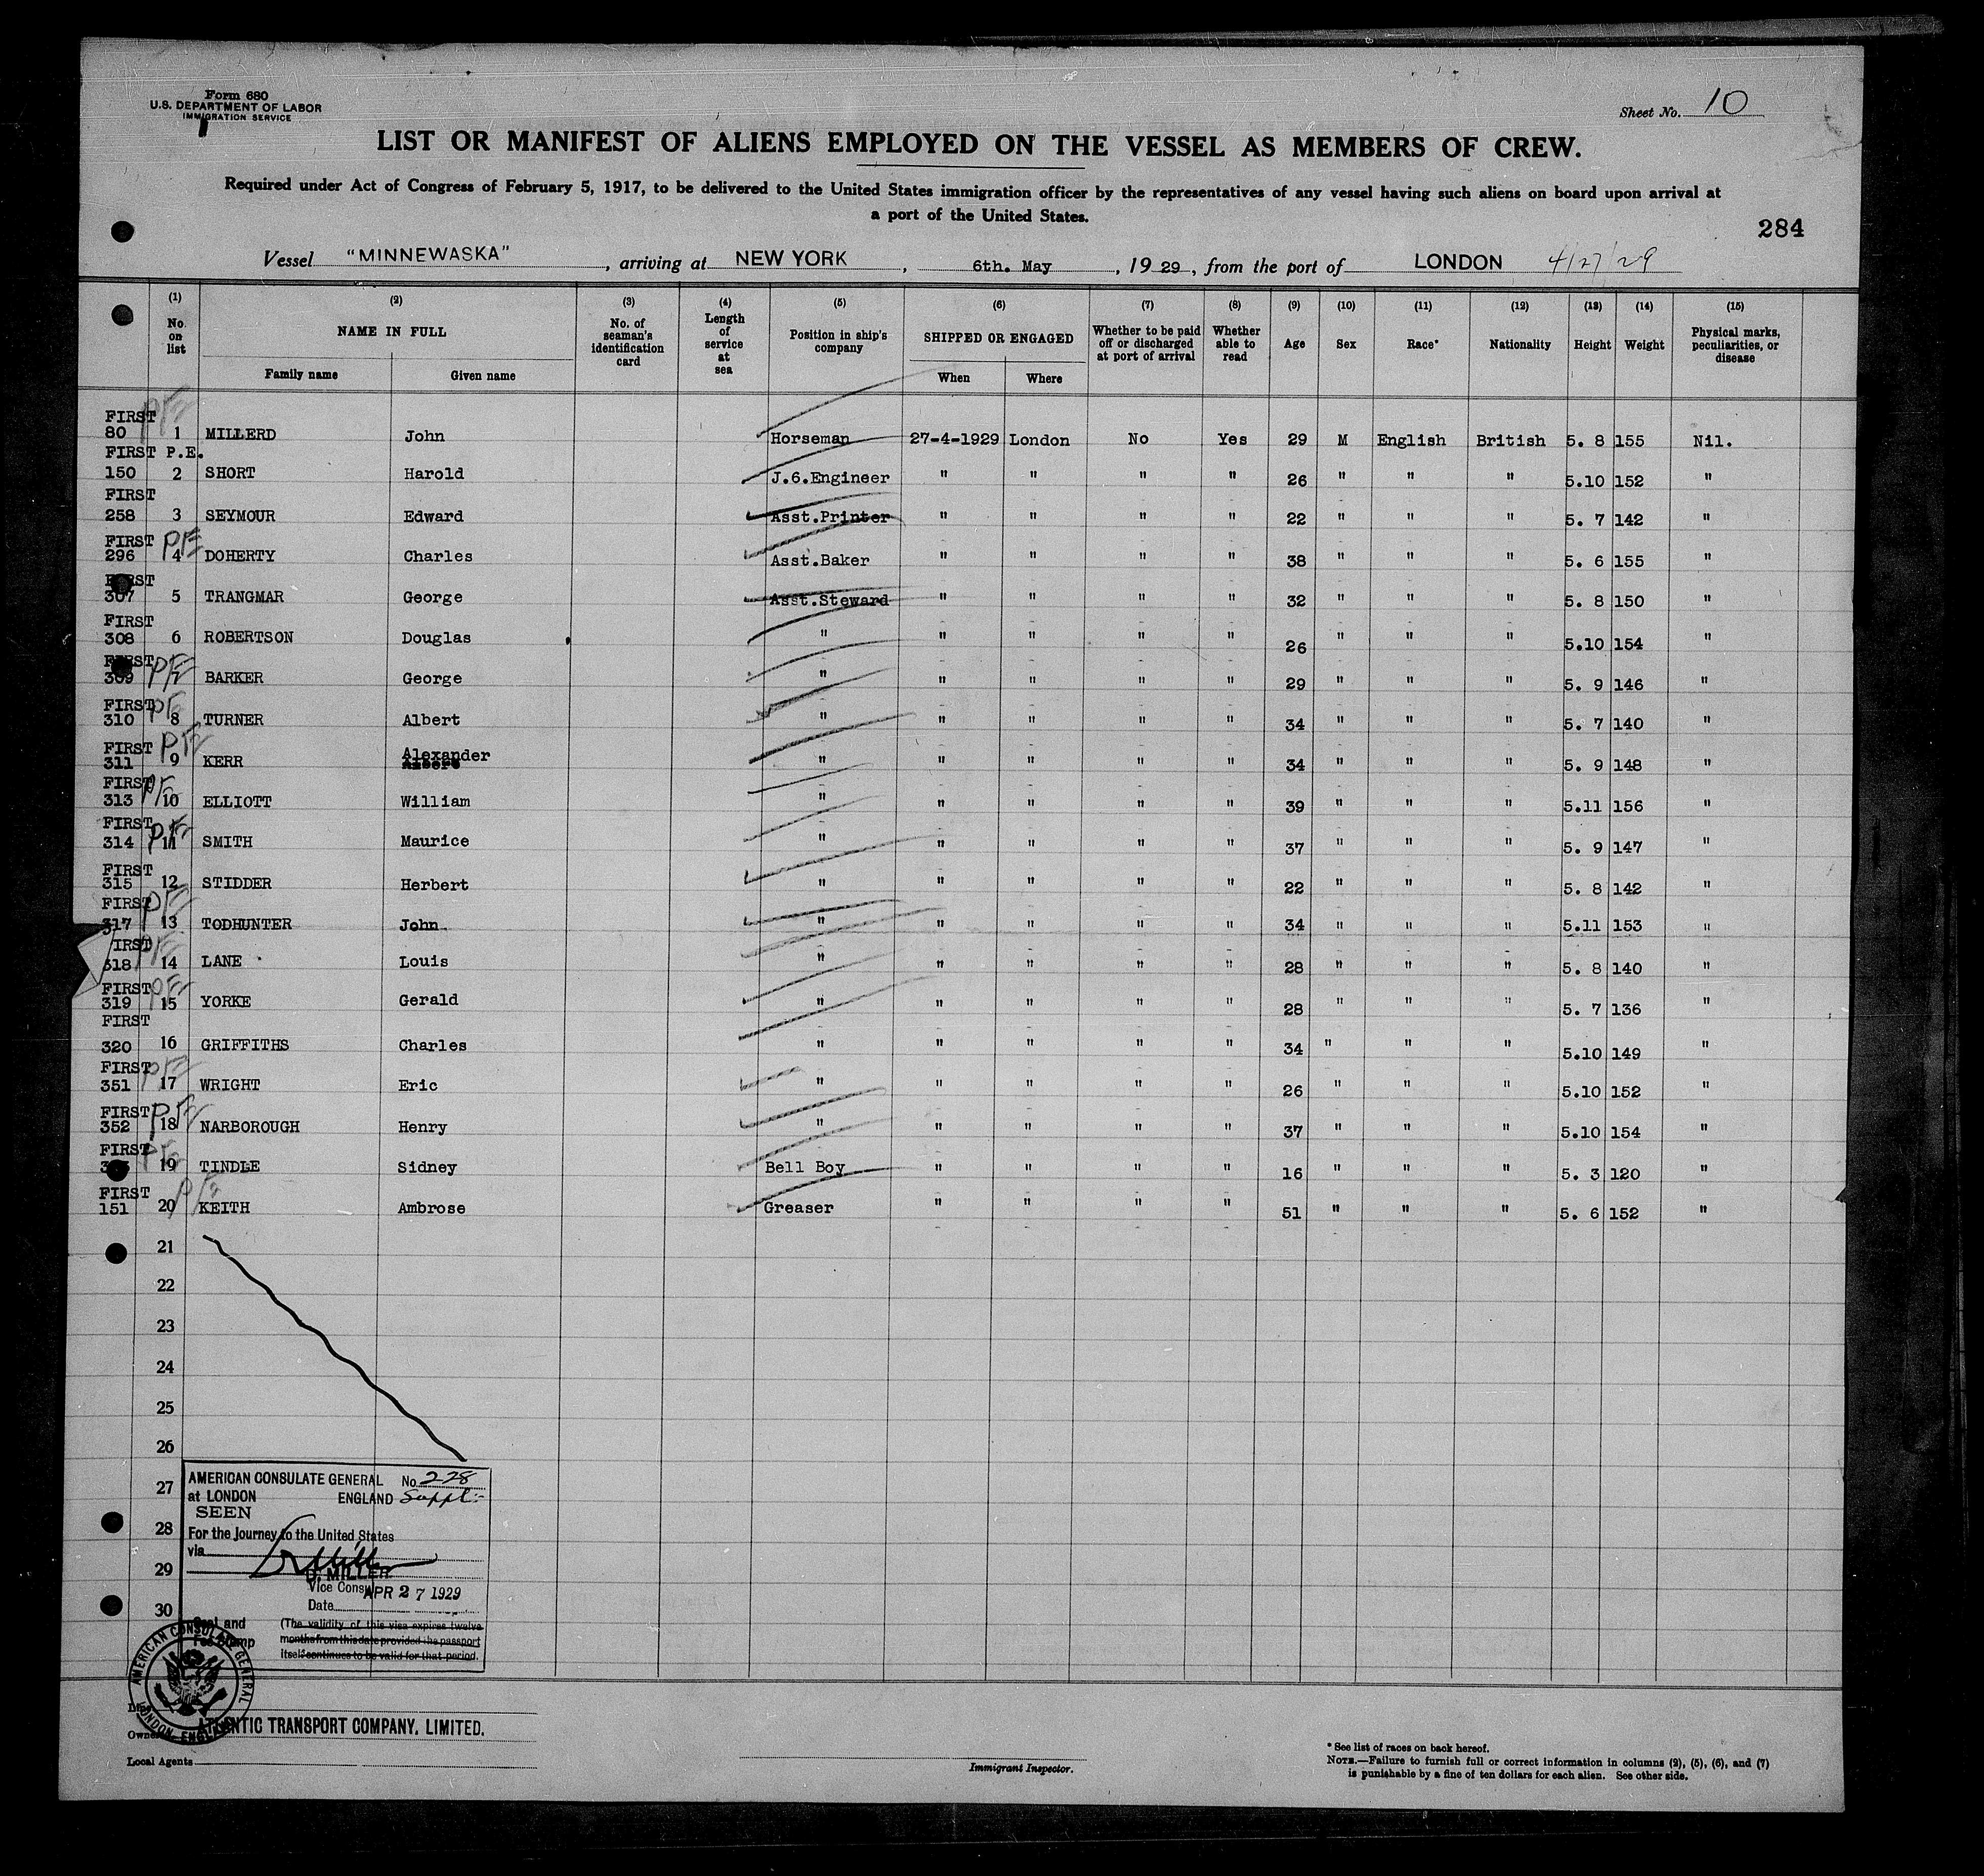 Form 680
U.S. DEPARTMENT OF LABOR
IMMIGRATION SERVICE
Sheet No. 10
LIST OR MANIFEST OF ALIENS EMPLOYED ON THE VESSEL AS MEMBERS OF CREW.
Required under Act of Congress of February 5, 1917, to be delivered to the United States immigration officer by the representatives of any vessel having such aliens on board upon arrival at
a port of the United States.
284
Vessel "MINNEWASKA", arriving at NEW YORK, 6th. May, 1929, from the port of LONDON 4/27/29
(1) (2) (3) (4) (5) (6) (7) (8) (9) (10) (11) (12) (13) (14) (15)
No. on list
NAME IN FULL
Family name Given name
No. of seaman's identification card
Length of service at sea
Position in ship's company
SHIPPED OR ENGAGED
When Where
Whether to be paid off or discharged at port of arrival
Whether able to read
Age Sex Race* Nationality Height Weight
Physical marks, peculiarities, or disease
FIRST PE
80 1 MILLERD John Horseman 27-4-1929 London No Yes 29 M English British 5. 8 155 Nil.
FIRST P.E.
150 2 SHORT Harold J.6.Engineer " " " " 26 " " " 5.10 152 "
FIRST
258 3 SEYMOUR Edward Asst.Printer " " " " 22 " " " 5. 7 142 "
FIRST PE
296 4 DOHERTY Charles Asst.Baker " " " " 38 " " " 5. 6 155 "
FIRST
307 5 TRANGMAR George Asst.Steward " " " " 32 " " " 5. 8 150 "
FIRST
308 6 ROBERTSON Douglas " " " " " 26 " " " 5.10 154 "
FIRST PE
309 7 BARKER George " " " " " 29 " " " 5. 9 146 "
FIRST PE
310 8 TURNER Albert " " " " " 34 " " " 5. 7 140 "
FIRST PE
311 9 KERR Alexander " " " " " 34 " " " 5. 9 148 "
FIRST PE
313 10 ELLIOTT William " " " " " 39 " " " 5.11 156 "
FIRST PE
314 11 SMITH Maurice " " " " " 37 " " " 5. 9 147 "
FIRST
315 12 STIDDER Herbert " " " " " 22 " " " 5. 8 142 "
FIRST PE
317 13 TODHUNTER John " " " " " 34 " " " 5.11 153 "
FIRST PE
318 14 LANE Louis " " " " " 28 " " " 5. 8 140 "
FIRST PE
319 15 YORKE Gerald " " " " " 28 " " " 5. 7 136 "
FIRST
320 16 GRIFFITHS Charles " " " " " 34 " " " 5.10 149 "
FIRST PE
351 17 WRIGHT Eric " " " " " 26 " " " 5.10 152 "
FIRST PE
352 18 NARBOROUGH Henry " " " " " 37 " " " 5.10 154 "
FIRST PE
19 TINDLE Sidney Bell Boy " " " " 16 " " " 5. 3 120 "
FIRST PE
151 20 KEITH Ambrose Greaser " " " " 51 " " " 5. 6 152 "
21
22
23
24
25
26
27
28
29
30
AMERICAN CONSULATE GENERAL No. 228
at LONDON ENGLAND Suppl:-
SEEN
For the Journey to the United States
via
D. MILLER
Vice Consul
APR 27 1929
Date
Seal and
Fee Stamp
(The validity of this visa expires twelve
months from this date provided the passport
itself continues to be valid for that period.
AMERICAN CONSULATE GENERAL
LONDON, ENGLAND
Line
Owners ATLANTIC TRANSPORT COMPANY, LIMITED.
Local Agents
Immigrant Inspector.
* See list of races on back hereof.
NOTE.—Failure to furnish full or correct information in columns (2), (5), (6), and (7)
is punishable by a fine of ten dollars for each alien. See other side.